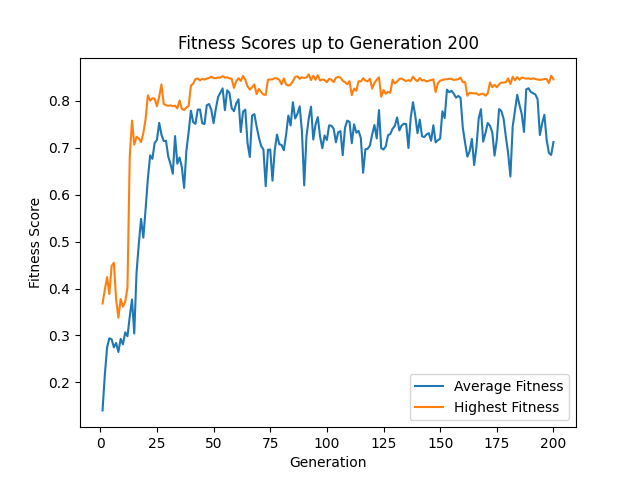 Fitness Scores up to Generation 200
Fitness Score
0.8
0.7
0.6
0.5
0.4
0.3
0.2
Average Fitness
Highest Fitness
0 25 50 75 100 125 150 175 200
Generation